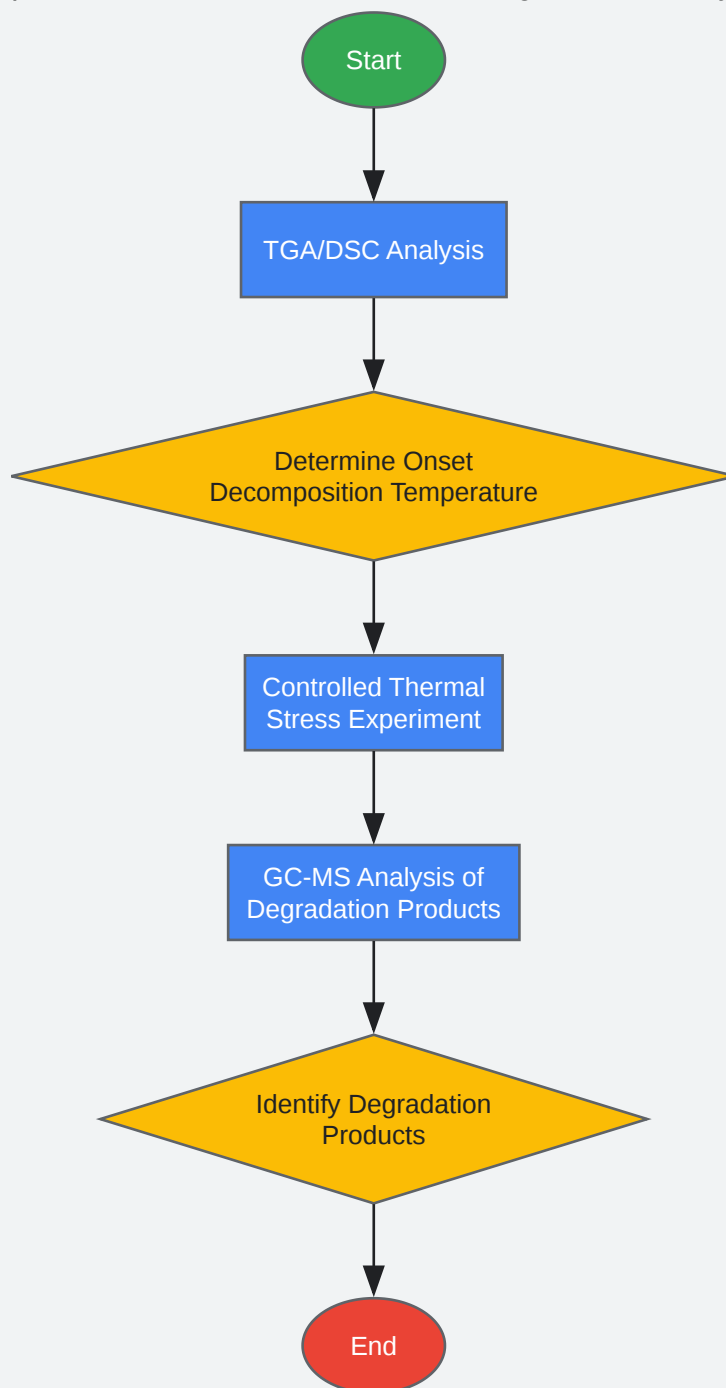 Start
TGA/DSC Analysis
Determine Onset
Decomposition Temperature
Controlled Thermal
Stress Experiment
GC-MS Analysis of
Degradation Products
Identify Degradation
Products
End